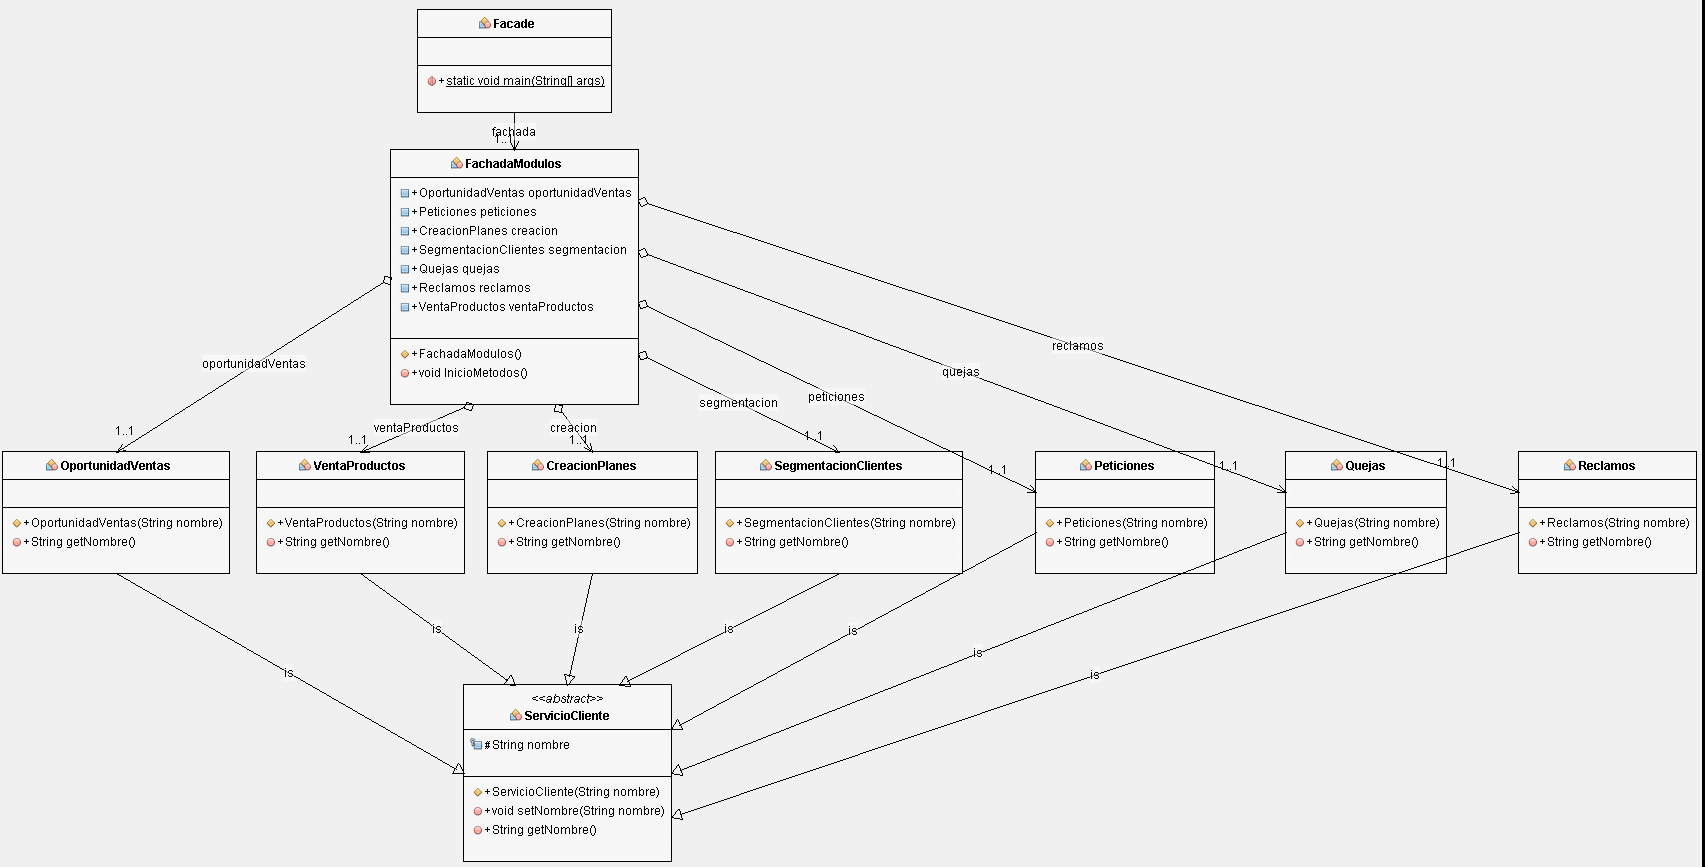 Facade
+ static void main(String[] args)
fachada
1..1
FachadaModulos
+ OportunidadVentas oportunidadVentas
+ Peticiones peticiones
+ CreacionPlanes creacion
+ SegmentacionClientes segmentacion
+ Quejas quejas
+ Reclamos reclamos
+ VentaProductos ventaProductos
+ FachadaModulos()
+ void InicioMetodos()
reclamos
oportunidadVentas
quejas
peticiones
segmentacion
ventaProductos
creacion
1..1
1..1
1..1
1..1
1..1
1..1
1..1
OportunidadVentas
+ OportunidadVentas(String nombre)
+ String getNombre()
VentaProductos
+ VentaProductos(String nombre)
+ String getNombre()
CreacionPlanes
+ CreacionPlanes(String nombre)
+ String getNombre()
SegmentacionClientes
+ SegmentacionClientes(String nombre)
+ String getNombre()
Peticiones
+ Peticiones(String nombre)
+ String getNombre()
Quejas
+ Quejas(String nombre)
+ String getNombre()
Reclamos
+ Reclamos(String nombre)
+ String getNombre()
is
is
is
is
is
is
is
<<abstract>>
ServicioCliente
# String nombre
+ ServicioCliente(String nombre)
+ void setNombre(String nombre)
+ String getNombre()